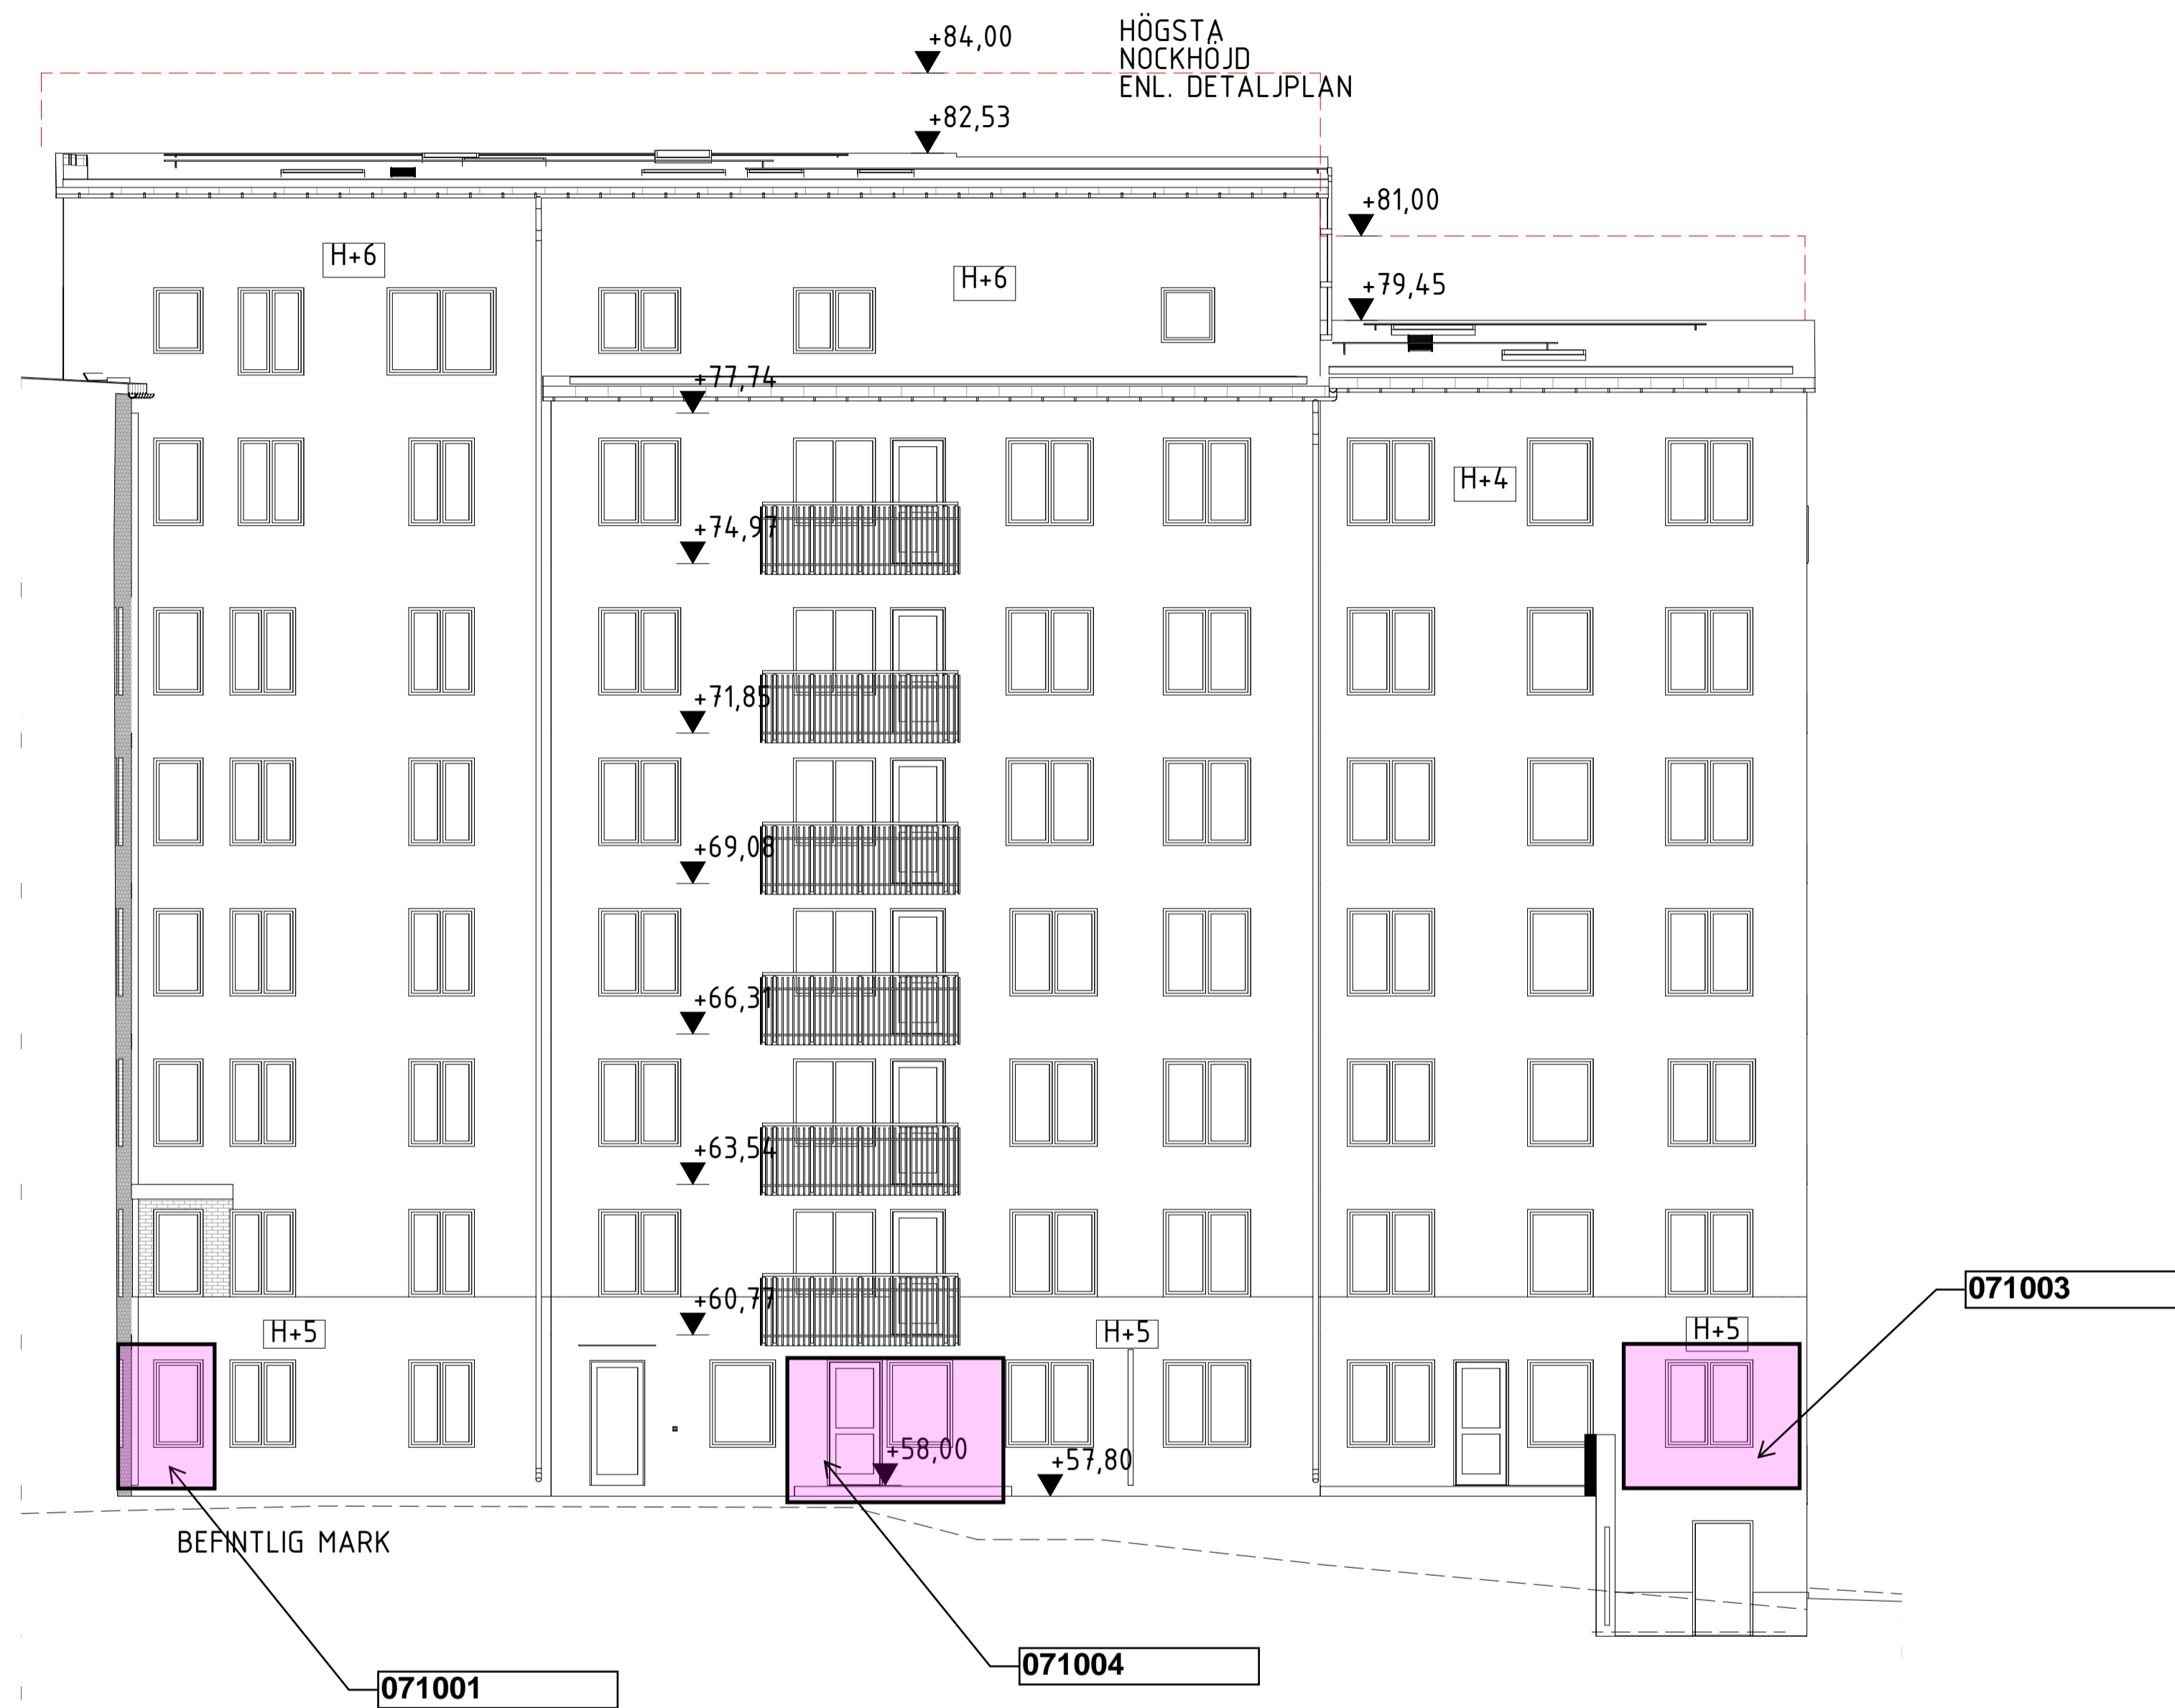 +84,00
HÖGSTA
NOCKHÖJD
ENL. DETALJPLAN
+82,53
+81,00
H+6
H+6
+79,45
+77,74
H+4
+74,97
+71,85
+69,08
+66,31
+63,54
+60,77
H+5
H+5
H+5
071003
+58,00
+57,80
BEFINTLIG MARK
071004
071001